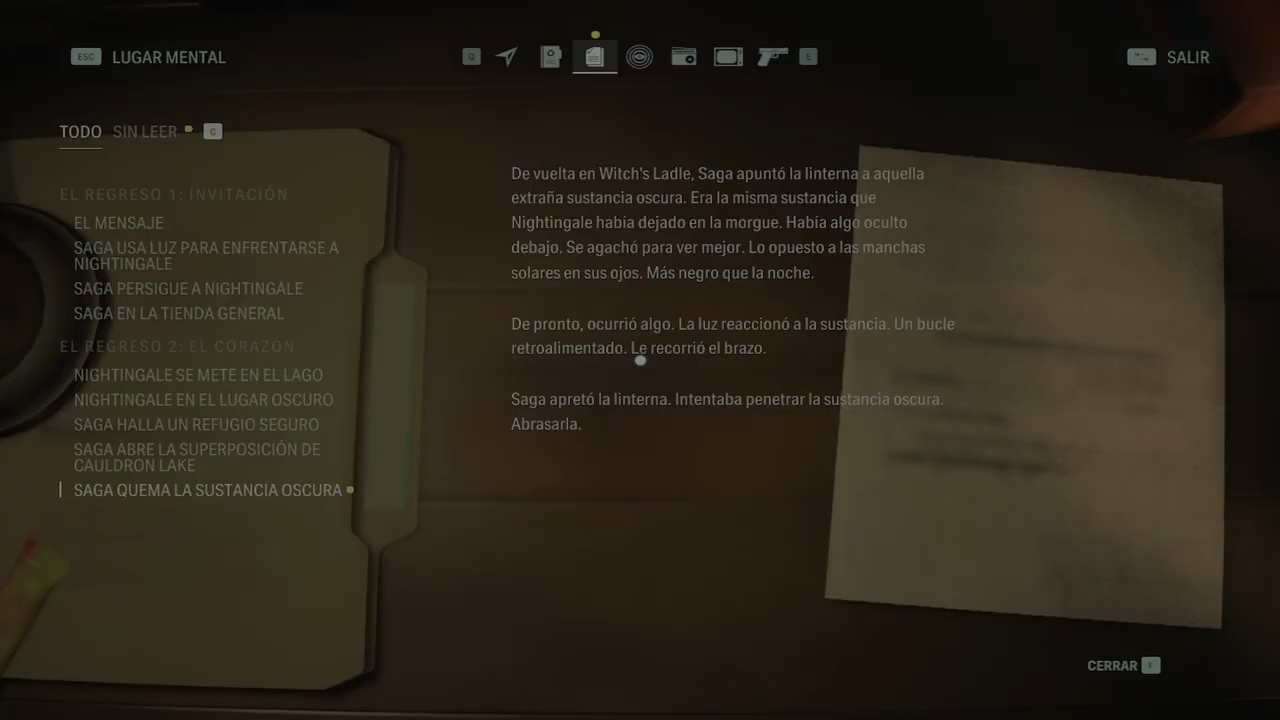 ESC LUGAR MENTAL
Q
E
SALIR
TODO SIN LEER G
EL REGRESO 1: INVITACIÓN
EL MENSAJE
SAGA USA LUZ PARA ENFRENTARSE A
NIGHTINGALE
SAGA PERSIGUE A NIGHTINGALE
SAGA EN LA TIENDA GENERAL
EL REGRESO 2: EL CORAZÓN
NIGHTINGALE SE METE EN EL LAGO
NIGHTINGALE EN EL LUGAR OSCURO
SAGA HALLA UN REFUGIO SEGURO
SAGA ABRE LA SUPERPOSICIÓN DE
CAULDRON LAKE
SAGA QUEMA LA SUSTANCIA OSCURA
De vuelta en Witch's Ladle, Saga apuntó la linterna a aquella
extraña sustancia oscura. Era la misma sustancia que
Nightingale había dejado en la morgue. Había algo oculto
debajo. Se agachó para ver mejor. Lo opuesto a las manchas
solares en sus ojos. Más negro que la noche.
De pronto, ocurrió algo. La luz reaccionó a la sustancia. Un bucle
retroalimentado. Le recorrió el brazo.
Saga apretó la linterna. Intentaba penetrar la sustancia oscura.
Abrasarla.
CERRAR